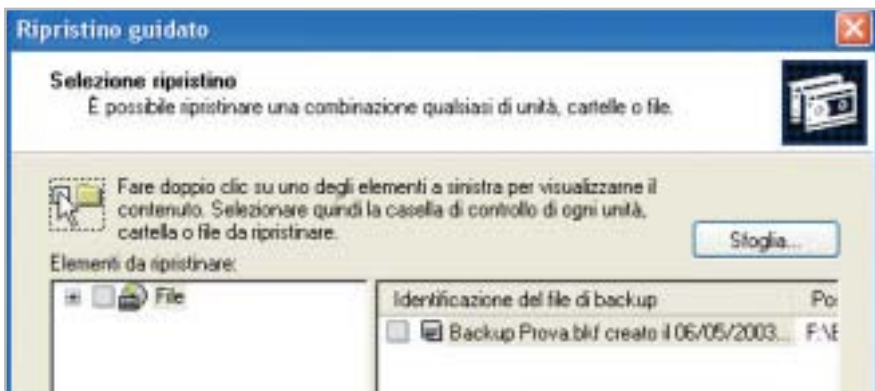 Ripristino guidato
Selezione ripristino
È possibile ripristinare una combinazione qualsiasi di unità, cartelle o file.
Fare doppio clic su uno degli elementi a sinistra per visualizzarne il
contenuto. Selezionare quindi la casella di controllo di ogni unità,
cartella o file da ripristinare.
Sfoglia...
Elementi da ripristinare:
File
Identificazione del file di backup
Backup Prova.bkf creato il 06/05/2003...